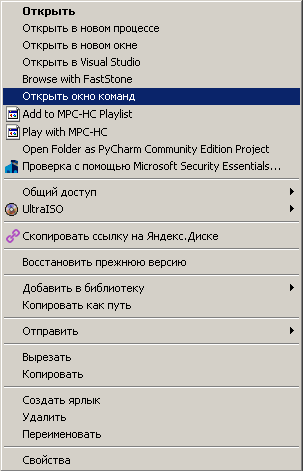 Открыть
Открыть в новом процессе
Открыть в новом окне
Открыть в Visual Studio
Browse with FastStone
Открыть окно команд
Add to MPC-HC Playlist
Play with MPC-HC
Open Folder as PyCharm Community Edition Project
Проверка с помощью Microsoft Security Essentials...
Общий доступ
UltraISO
Скопировать ссылку на Яндекс.Диске
Восстановить прежнюю версию
Добавить в библиотеку
Копировать как путь
Отправить
Вырезать
Копировать
Создать ярлык
Удалить
Переименовать
Свойства